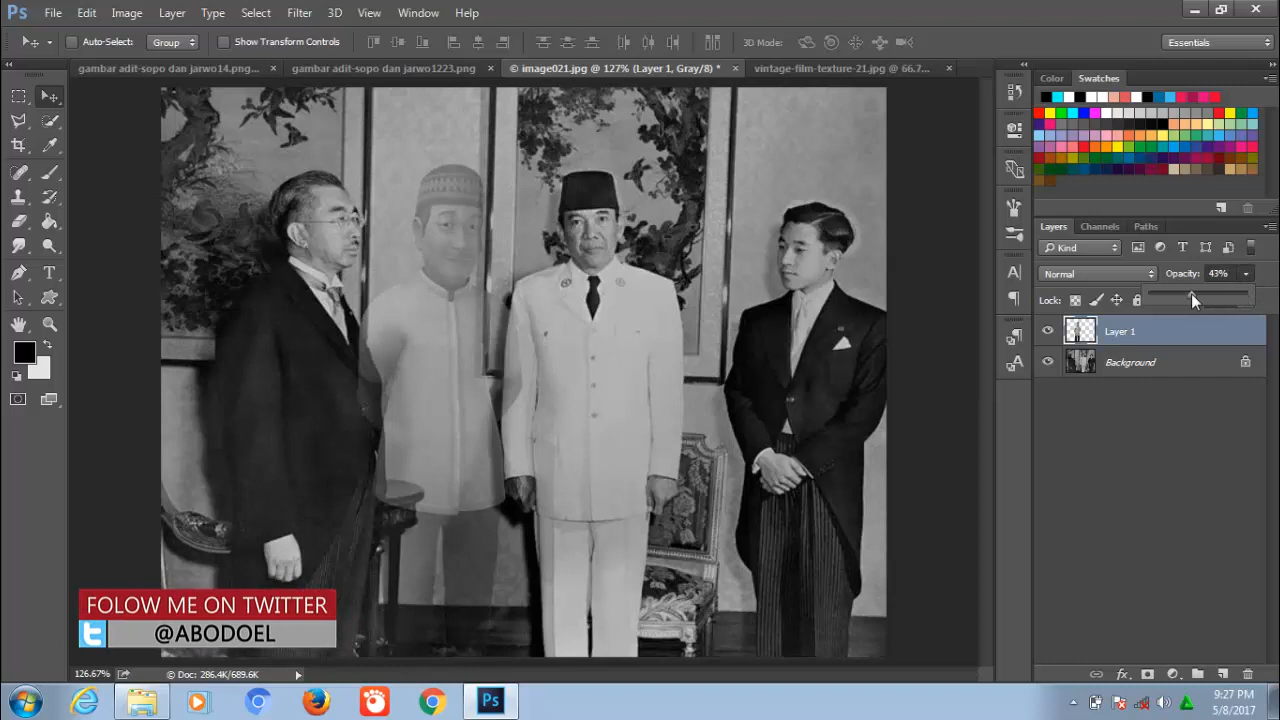 Ps File Edit Image Layer Type Select Filter 3D View Window Help
Auto-Select: Group Show Transform Controls 3D Mode: Essentials
gambar adit-sopo dan jarwo14.png... × gambar adit-sopo dan jarwo1223.png × © image021.jpg @ 127% (Layer 1, Gray/8) * × vintage-film-texture-21.jpg @ 66.7... ×
Color Swatches
Layers Channels Paths
Kind
Normal Opacity: 43%
Lock:
Layer 1
Background
FOLOW ME ON TWITTER
@ABODOEL
126.67% Doc: 286.4K/689.6K
Ps
9:27 PM
5/8/2017